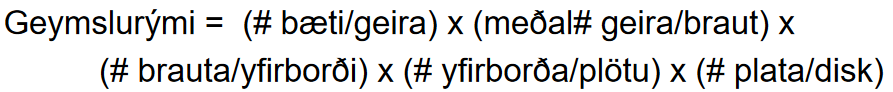 Geymslurými = (# bæti/geira) x (meðal# geira/braut) x
(# brauta/yfirborði) x (# yfirborða/plötu) x (# plata/disk)